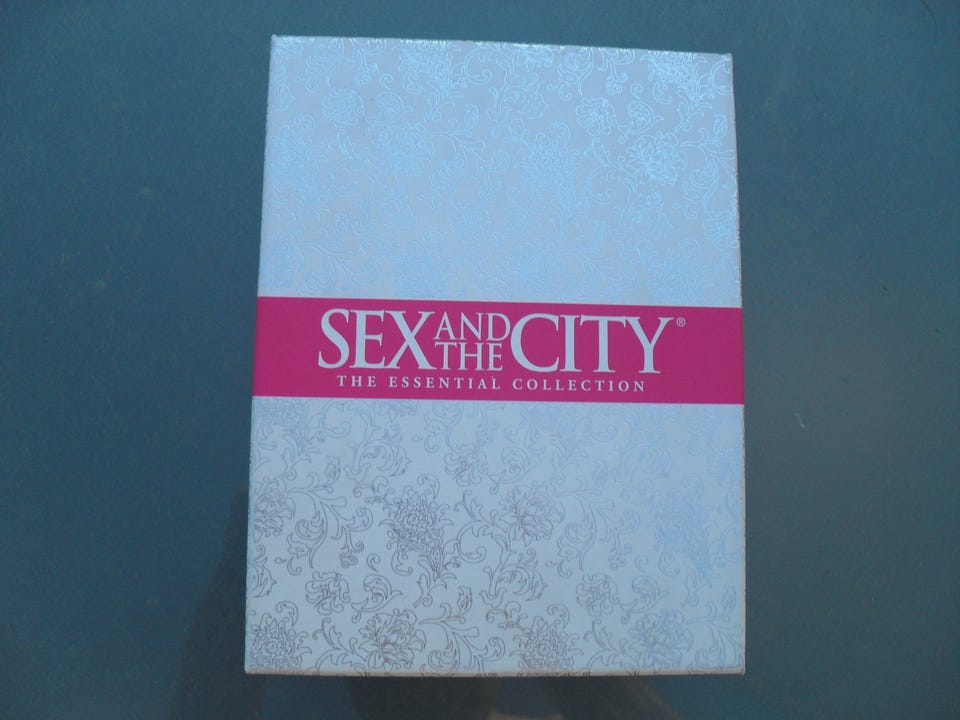 SEX AND THE CITY®
THE ESSENTIAL COLLECTION